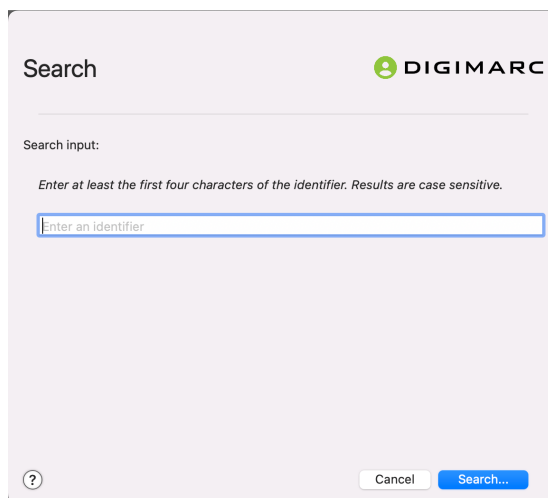 Search
DIGIMARC
Search input:
Enter at least the first four characters of the identifier. Results are case sensitive.
Enter an identifier
?
Cancel
Search...